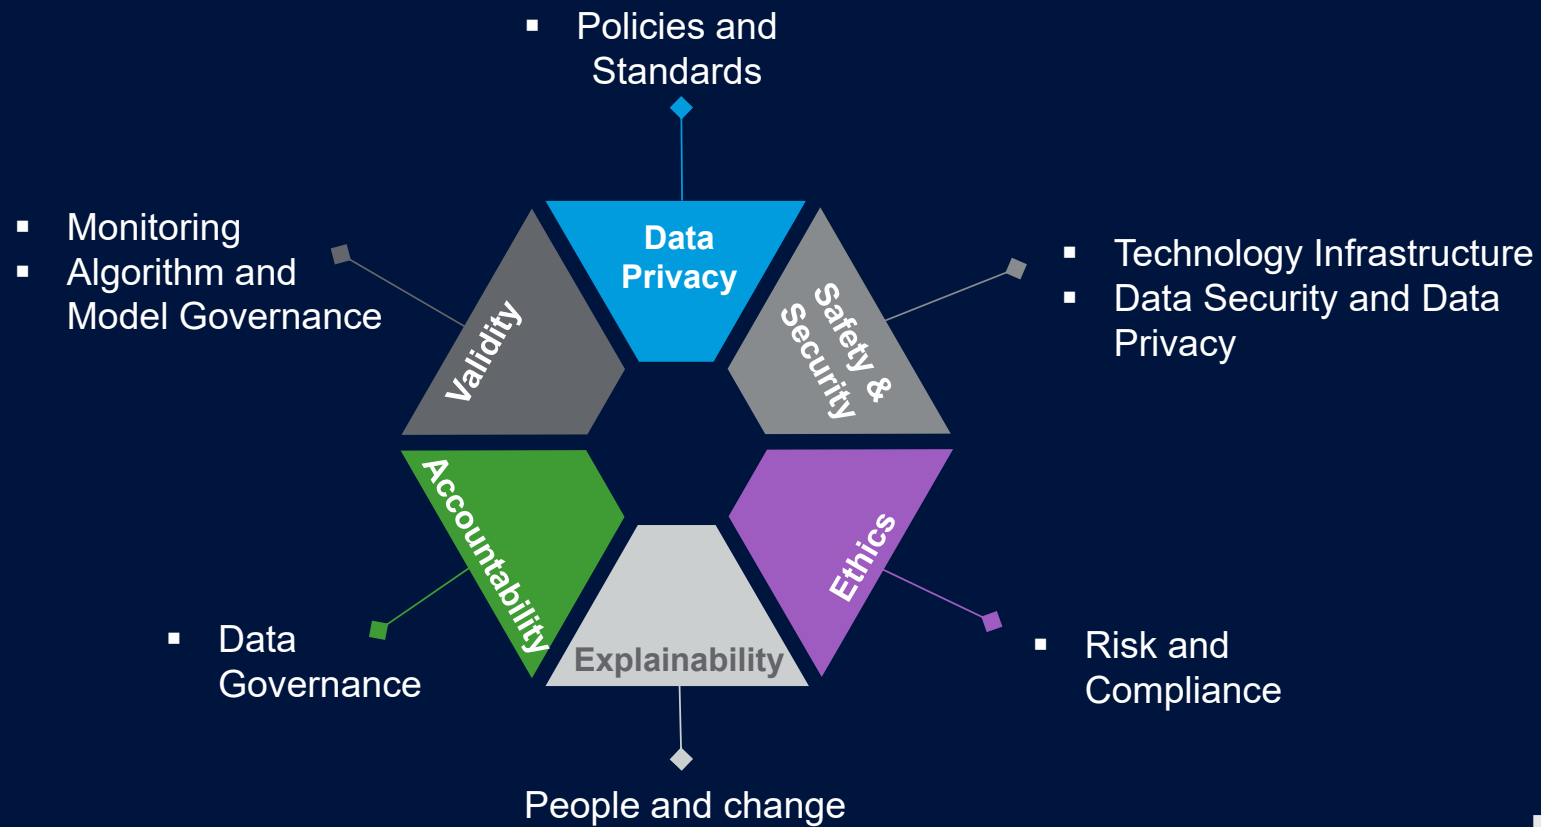 ▪ Policies and
Standards
▪ Monitoring
▪ Algorithm and
Model Governance
Data
Privacy
Validity
Safety &
Security
▪ Technology Infrastructure
▪ Data Security and Data
Privacy
Accountability
Ethics
Explainability
▪ Data
Governance
▪ Risk and
Compliance
People and change